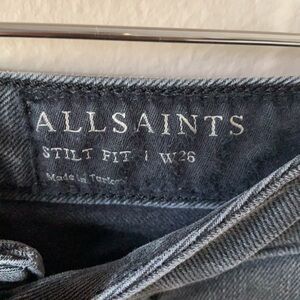 ALLSAINTS
STILT FIT / W26
Made in Turkey